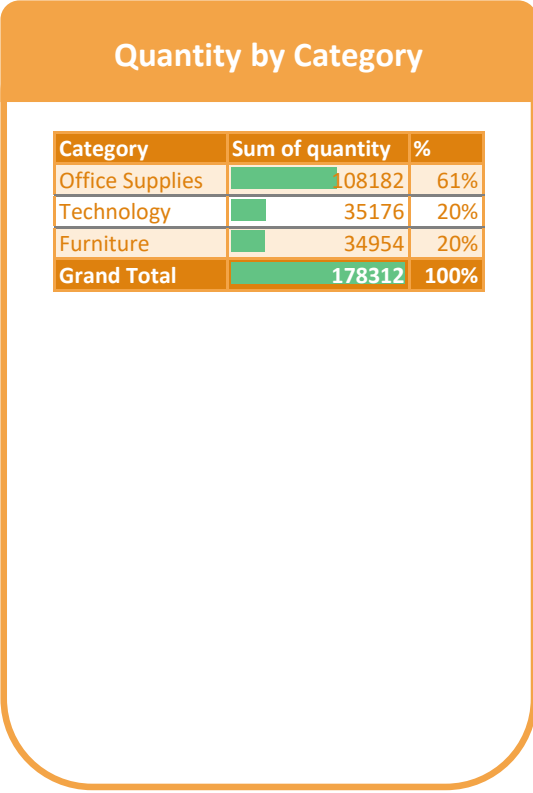 Quantity by Category
Category Sum of quantity %
Office Supplies 108182 61%
Technology 35176 20%
Furniture 34954 20%
Grand Total 178312 100%